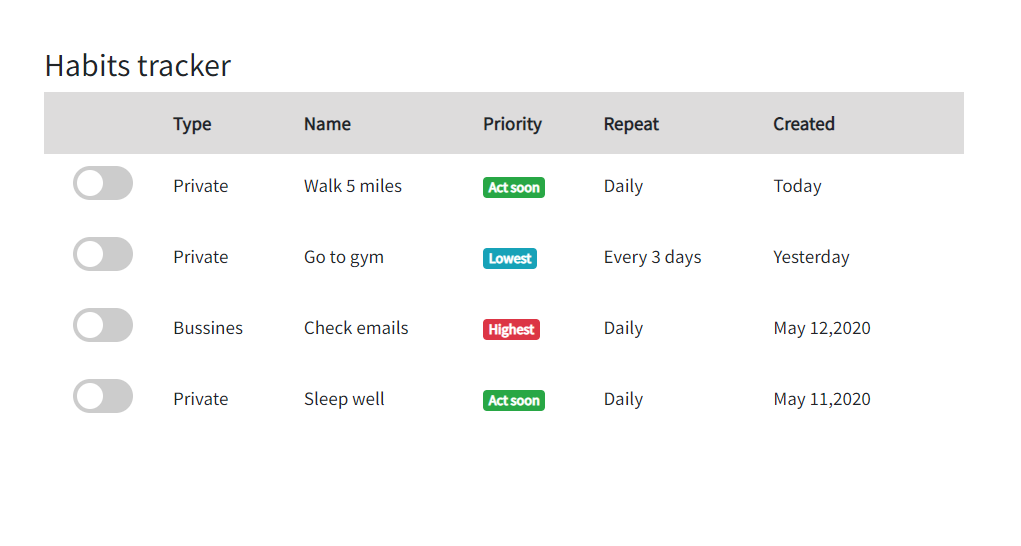 Habits tracker
Type Name Priority Repeat Created
Private Walk 5 miles Act soon Daily Today
Private Go to gym Lowest Every 3 days Yesterday
Bussines Check emails Highest Daily May 12,2020
Private Sleep well Act soon Daily May 11,2020